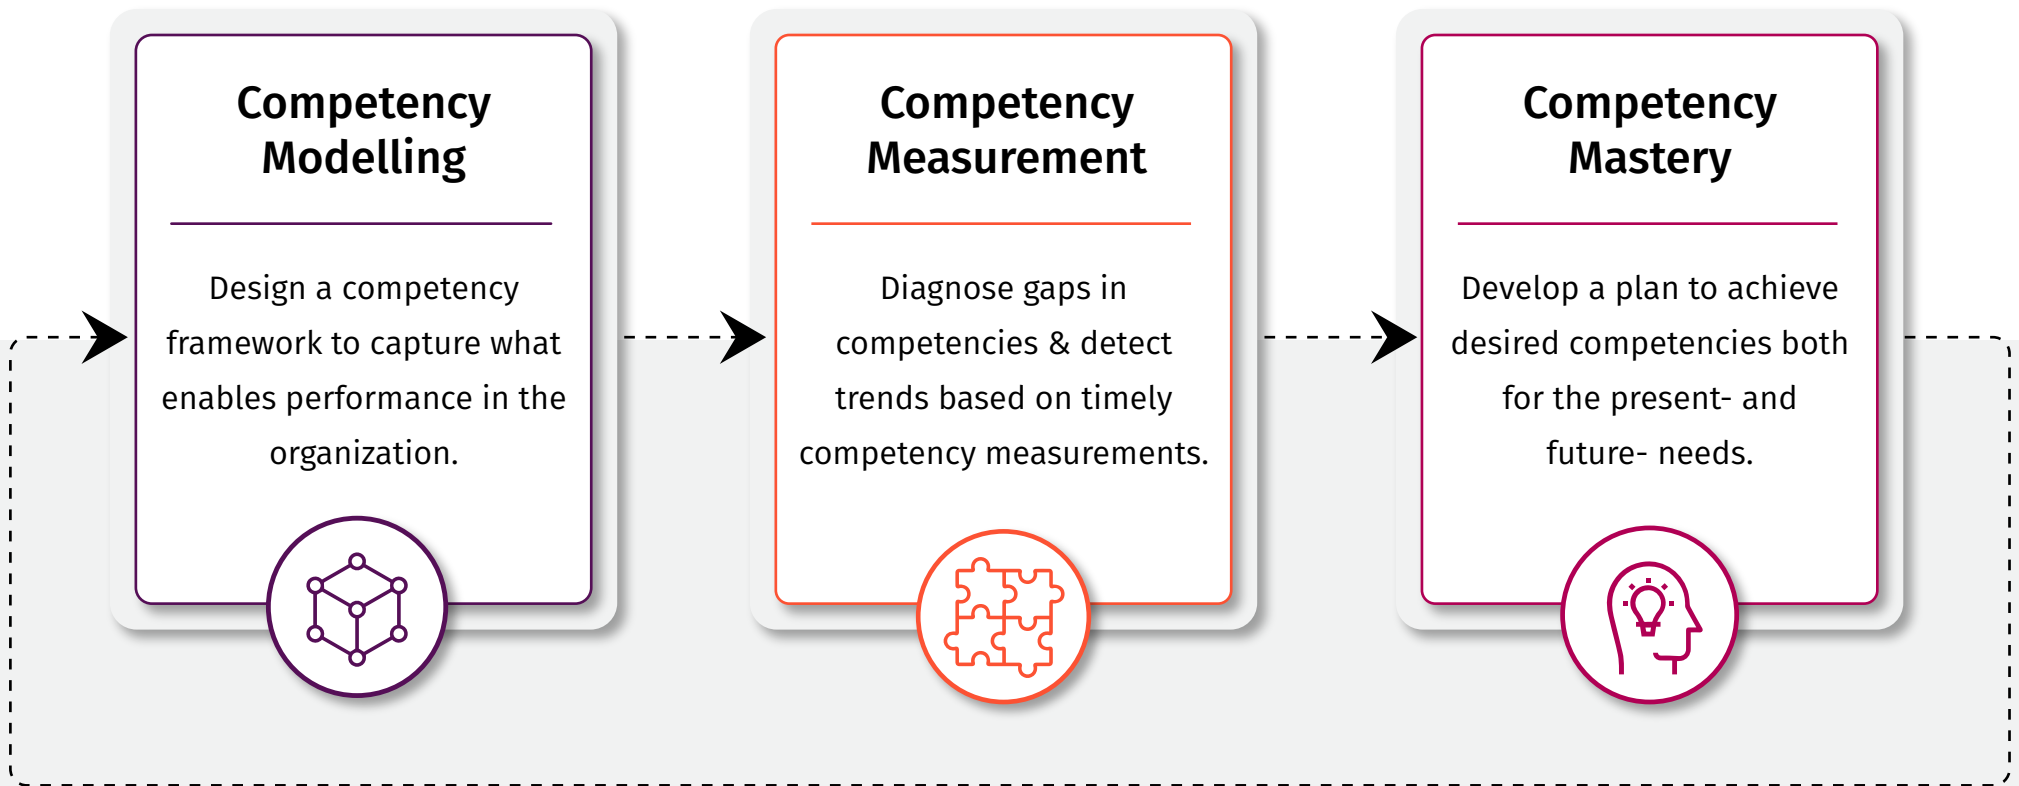 Competency
Modelling
Design a competency
framework to capture what
enables performance in the
organization.
Competency
Measurement
Diagnose gaps in
competencies & detect
trends based on timely
competency measurements.
Competency
Mastery
Develop a plan to achieve
desired competencies both
for the present- and
future- needs.